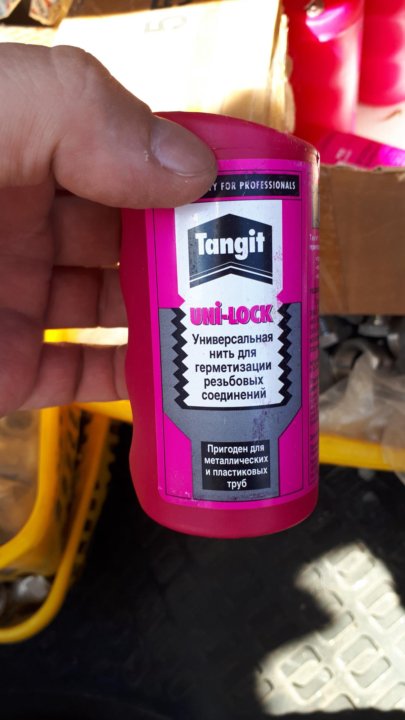 Y FOR PROFESSIONALS
Tangit
UNI-LOCK
Универсальная
нить для
герметизации
резьбовых
соединений
Пригоден для
металлических
и пластиковых
труб